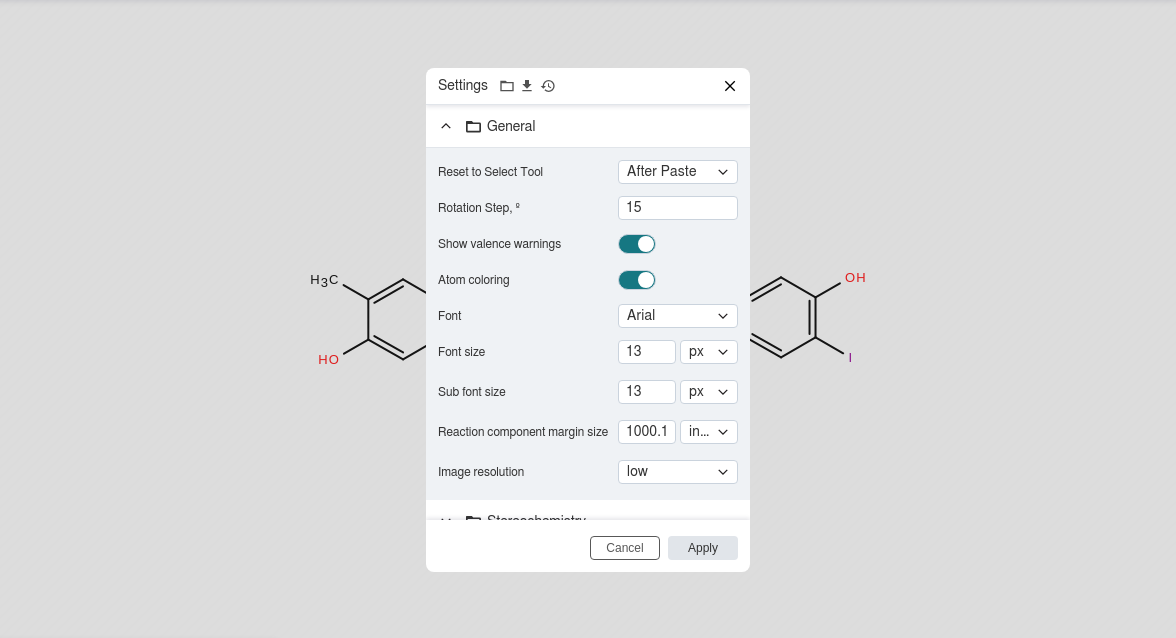 Settings
General
Reset to Select Tool After Paste
Rotation Step, º 15
Show valence warnings
Atom coloring
Font Arial
Font size 13 px
Sub font size 13 px
Reaction component margin size 1000.1 in...
Image resolution low
Stereochemistry
Cancel Apply
H3C
HO
OH
I